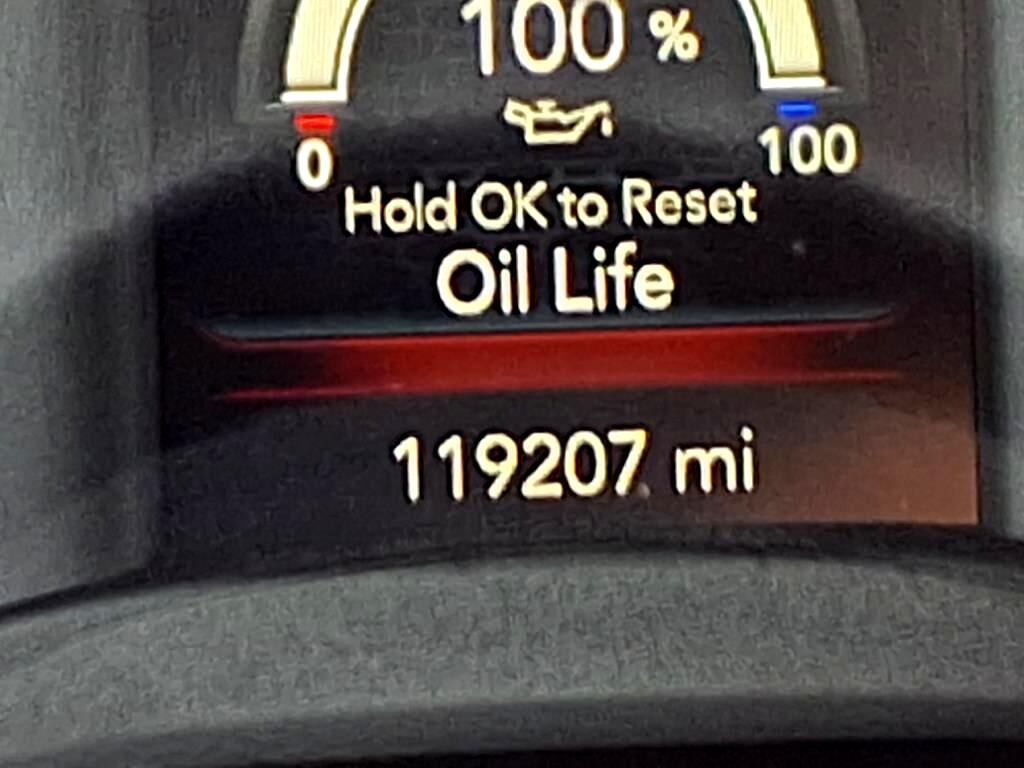 100 %
0 100
Hold OK to Reset
Oil Life
119207 mi